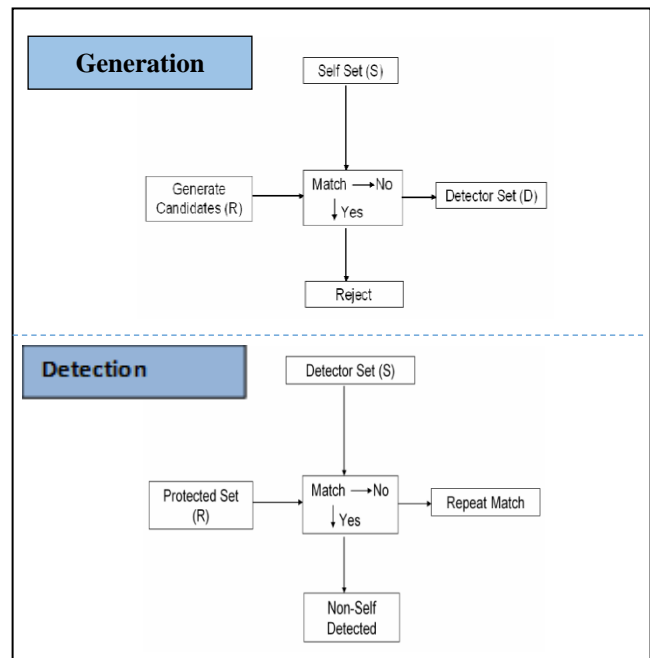 Generation
Self Set (S)
Generate
Candidates (R)
Match → No
↓ Yes
Detector Set (D)
Reject
Detection
Detector Set (S)
Protected Set
(R)
Match → No
↓ Yes
Repeat Match
Non-Self
Detected